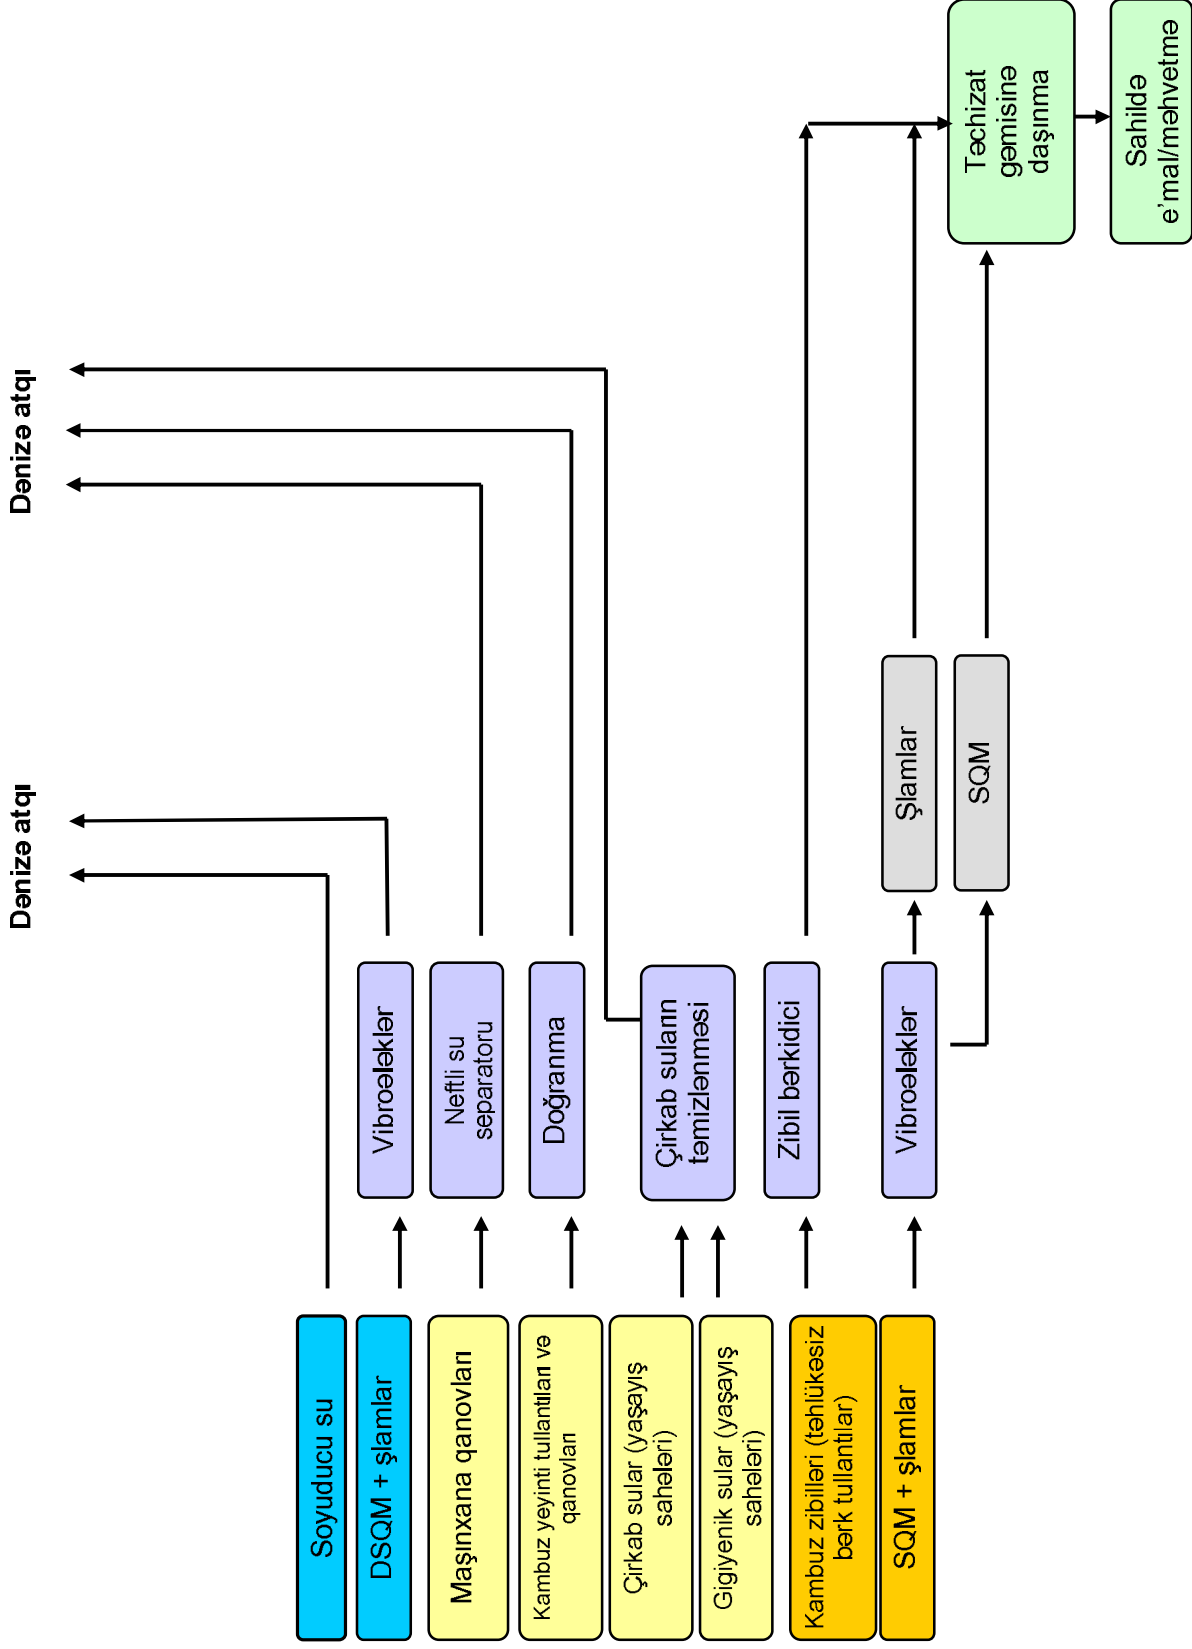 Dənizə atqı
Dənizə atqı
Soyuducu su
DSQM + şlamlar
Vibroələklər
Maşınxana qanovları
Neftli su
separatoru
Kambuz yeyinti tullantıları və
qanovları
Doğranma
Çirkab sular (yaşayış
sahələri)
Gigiyenik sular (yaşayış
sahələri)
Çirkab suların
təmizlənməsi
Kambuz zibilləri (təhlükəsiz
bərk tullantılar)
Zibil bərkidici
SQM + şlamlar
Vibroələklər
Şlamlar
SQM
Təchizat
gəmisinə
daşınma
Sahildə
e’mal/məhvetmə